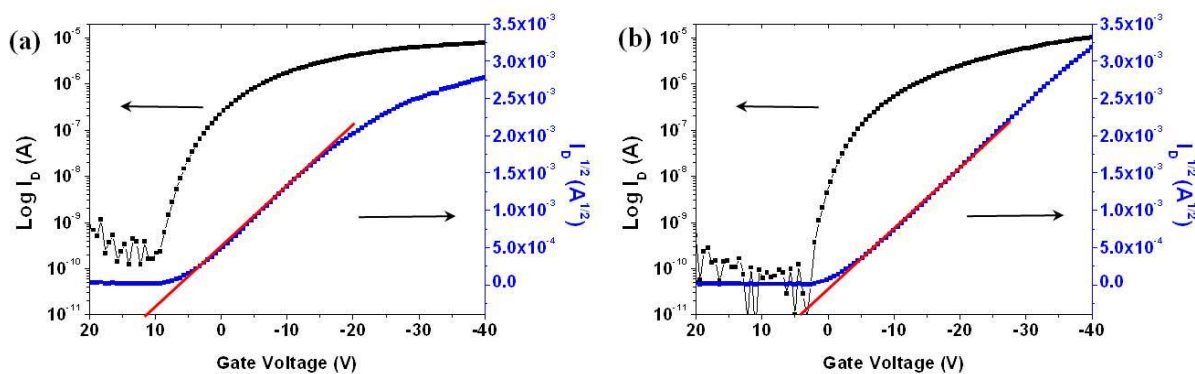 (a)
Log I_D (A)
10^-5
10^-6
10^-7
10^-8
10^-9
10^-10
10^-11
20 10 0 -10 -20 -30 -40
Gate Voltage (V)
3.5x10^-3
3.0x10^-3
2.5x10^-3
2.0x10^-3
1.5x10^-3
1.0x10^-3
5.0x10^-4
0.0
I_D^1/2 (A^1/2)
(b)
Log I_D (A)
10^-5
10^-6
10^-7
10^-8
10^-9
10^-10
10^-11
20 10 0 -10 -20 -30 -40
Gate Voltage (V)
3.5x10^-3
3.0x10^-3
2.5x10^-3
2.0x10^-3
1.5x10^-3
1.0x10^-3
5.0x10^-4
0.0
I_D^1/2 (A^1/2)